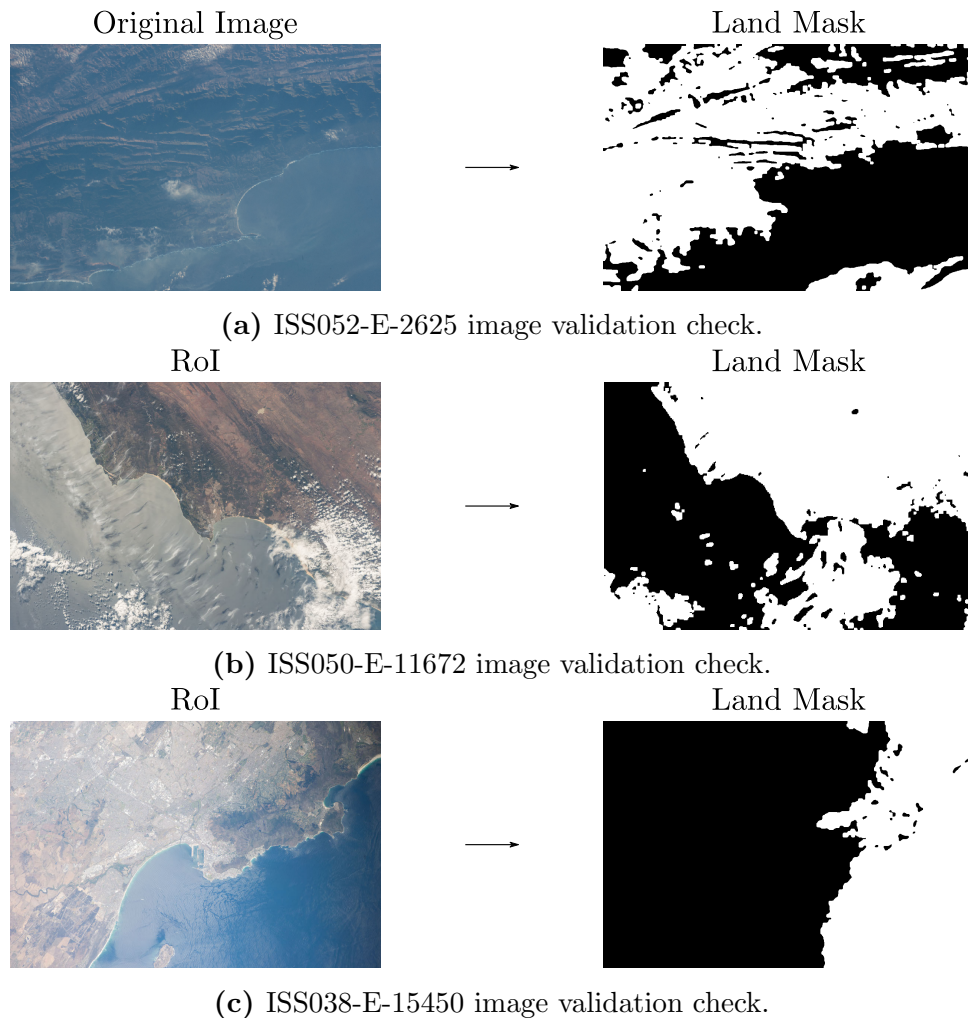 Original Image
Land Mask
(a) ISS052-E-2625 image validation check.
RoI
Land Mask
(b) ISS050-E-11672 image validation check.
RoI
Land Mask
(c) ISS038-E-15450 image validation check.